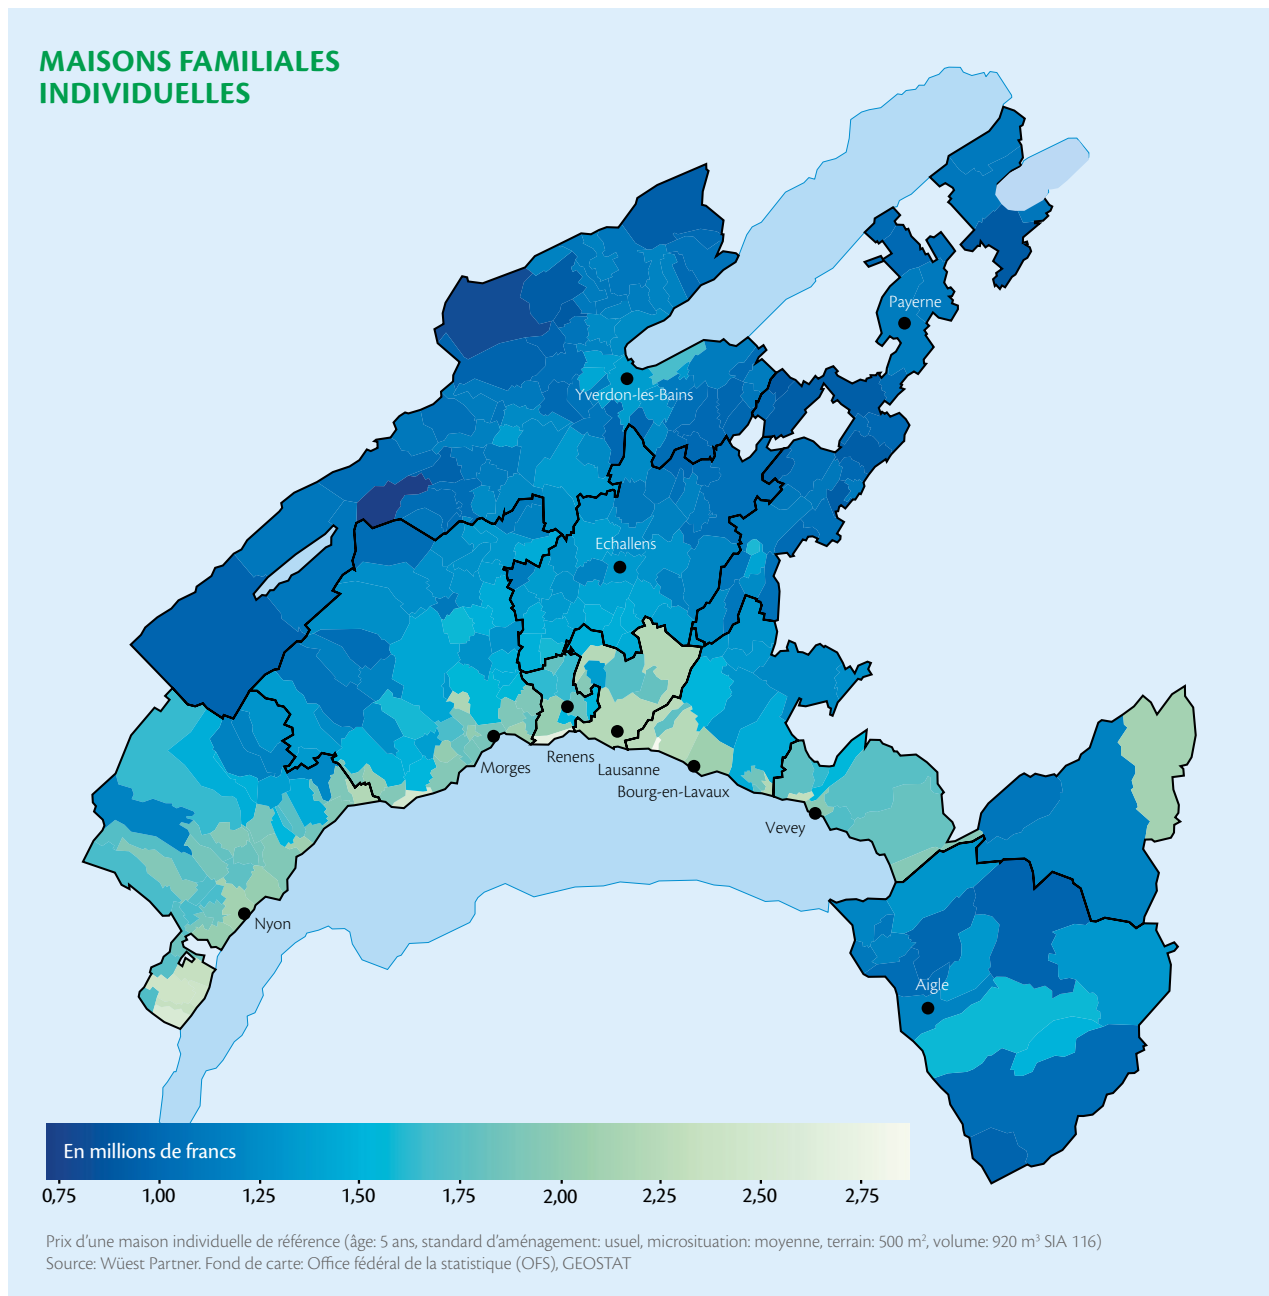 MAISONS FAMILIALES
INDIVIDUELLES
Payerne
Yverdon-les-Bains
Echallens
Morges
Renens
Lausanne
Bourg-en-Lavaux
Vevey
Nyon
Aigle
En millions de francs
0,75 1,00 1,25 1,50 1,75 2,00 2,25 2,50 2,75
Prix d’une maison individuelle de référence (âge: 5 ans, standard d’aménagement: usuel, microsituation: moyenne, terrain: 500 m², volume: 920 m³ SIA 116)
Source: Wüest Partner. Fond de carte: Office fédéral de la statistique (OFS), GEOSTAT